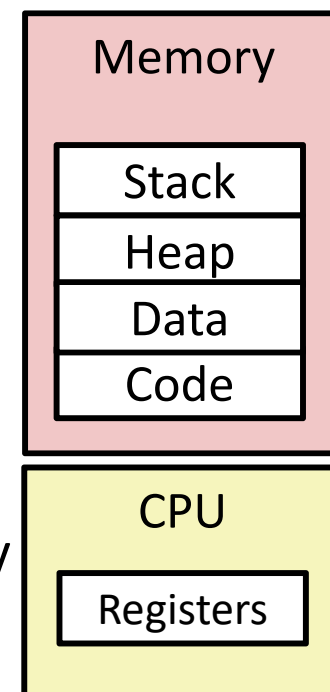 Memory
Stack
Heap
Data
Code
CPU
y
Registers